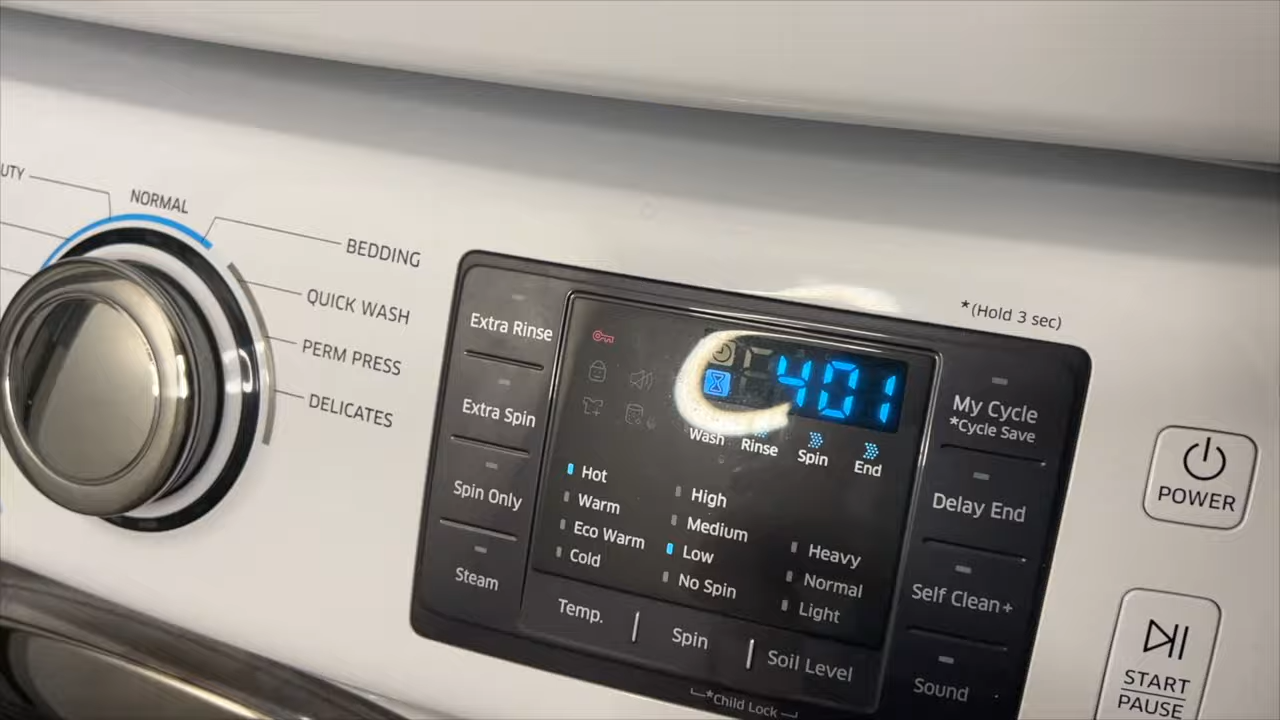 UTY
NORMAL
BEDDING
QUICK WASH
PERM PRESS
DELICATES
Extra Rinse
Extra Spin
Spin Only
Steam
401
Wash Rinse Spin End
Hot
Warm
Eco Warm
Cold
High
Medium
Low
No Spin
Heavy
Normal
Light
Temp. Spin Soil Level
*Child Lock
*(Hold 3 sec)
My Cycle
*Cycle Save
Delay End
Self Clean+
Sound
POWER
START
PAUSE